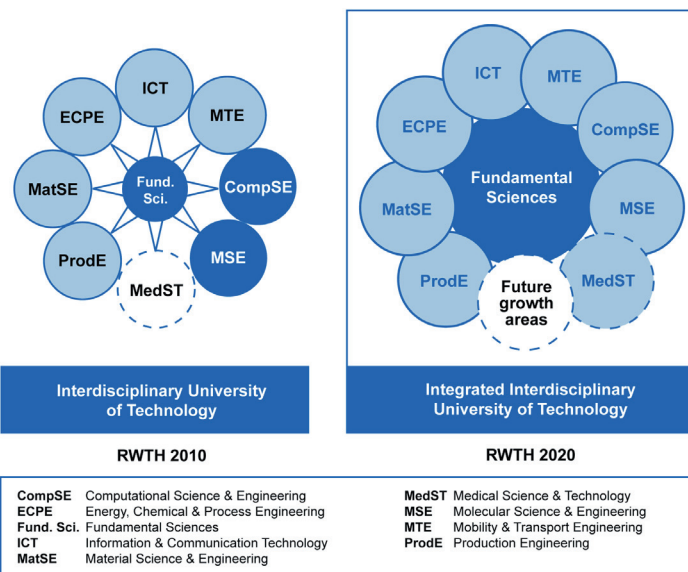 ICT
ECPE
MTE
Fund.
Sci.
MatSE
CompSE
ProdE
MSE
MedST
Interdisciplinary University
of Technology
RWTH 2010
ICT
MTE
ECPE
CompSE
Fundamental
Sciences
MatSE
MSE
ProdE
Future
growth
areas
MedST
Integrated Interdisciplinary
University of Technology
RWTH 2020
CompSE Computational Science & Engineering
ECPE Energy, Chemical & Process Engineering
Fund. Sci. Fundamental Sciences
ICT Information & Communication Technology
MatSE Material Science & Engineering
MedST Medical Science & Technology
MSE Molecular Science & Engineering
MTE Mobility & Transport Engineering
ProdE Production Engineering